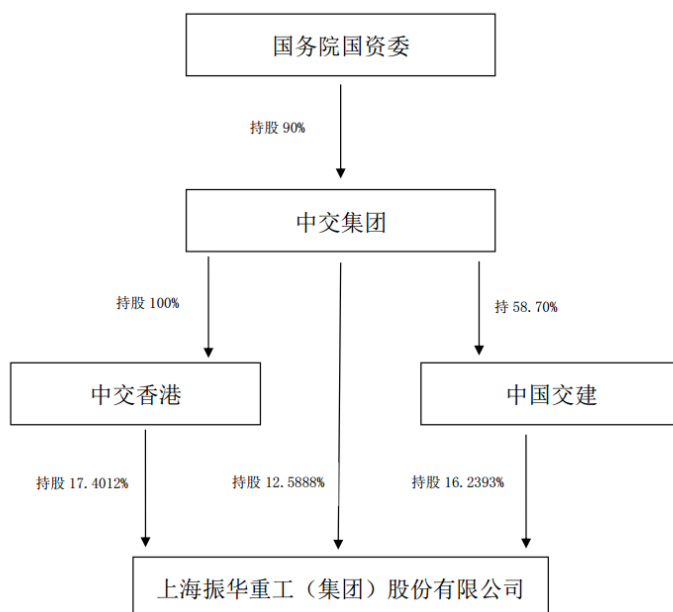 国务院国资委
持股 90%
中交集团
持股 100%
持 58.70%
中交香港
中国交建
持股 17.4012%
持股 12.5888%
持股 16.2393%
上海振华重工（集团）股份有限公司